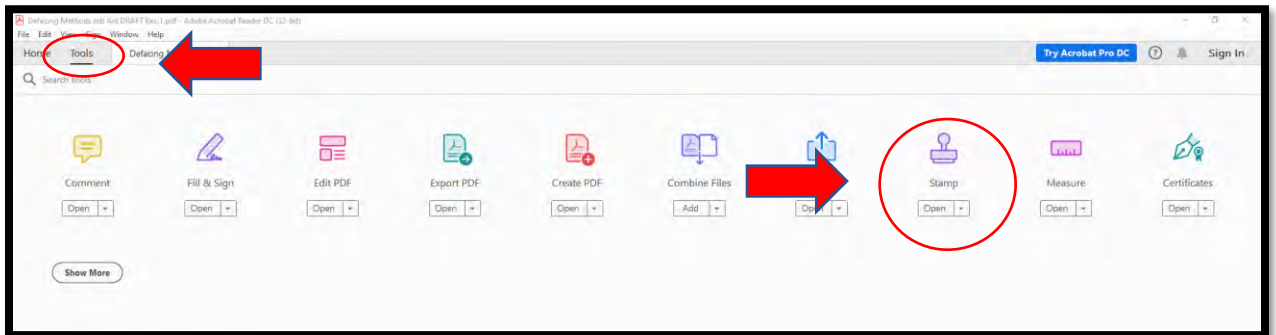 Defacing Methods Job Aid DRAFT Rev.1.pdf - Adobe Acrobat Reader DC (32-bit)
File Edit View Sign Window Help
Home Tools Defacing
Try Acrobat Pro DC Sign In
Search tools
Comment Fill & Sign Edit PDF Export PDF Create PDF Combine Files Stamp Measure Certificates
Open Open Open Open Open Add Open Open Open Open
Show More